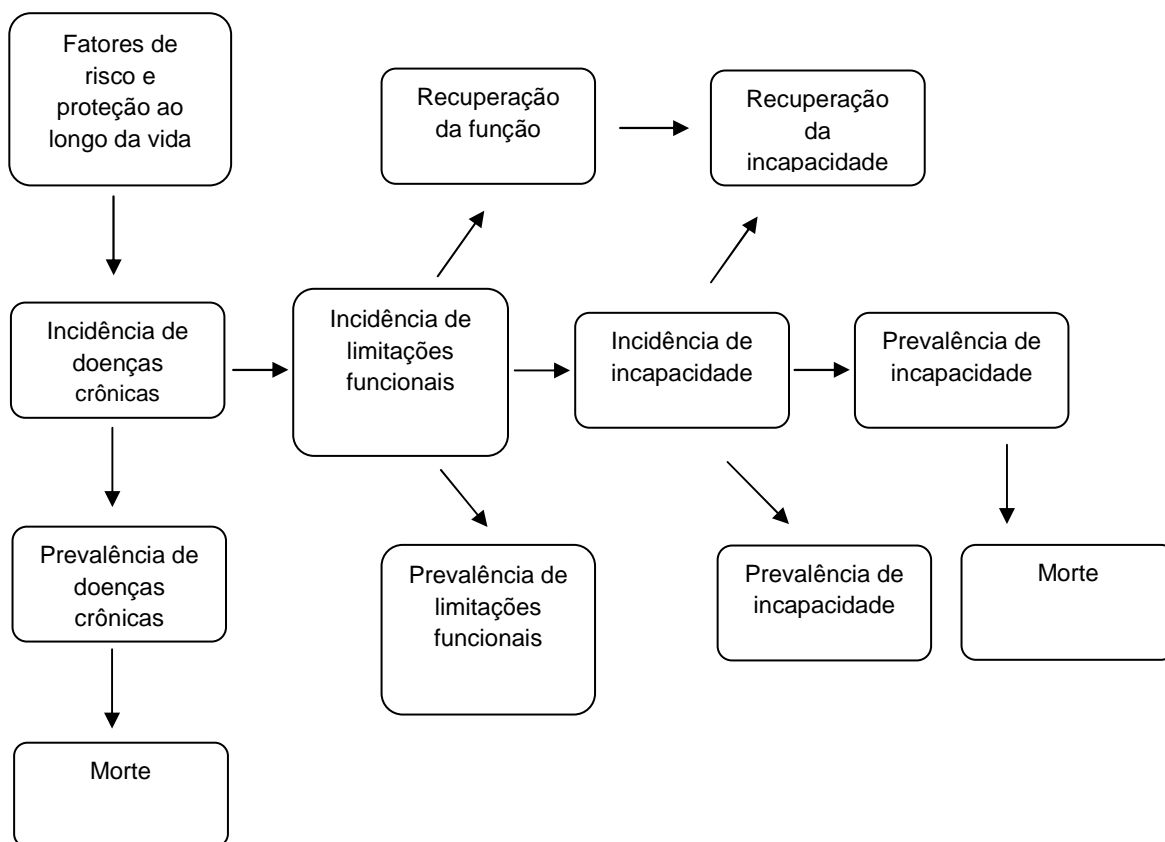 Fatores de
risco e
proteção ao
longo da vida
Recuperação
da função
Recuperação
da
incapacidade
Incidência de
doenças
crônicas
Incidência de
limitações
funcionais
Incidência de
incapacidade
Prevalência de
incapacidade
Prevalência de
doenças
crônicas
Prevalência de
limitações
funcionais
Prevalência de
incapacidade
Morte
Morte